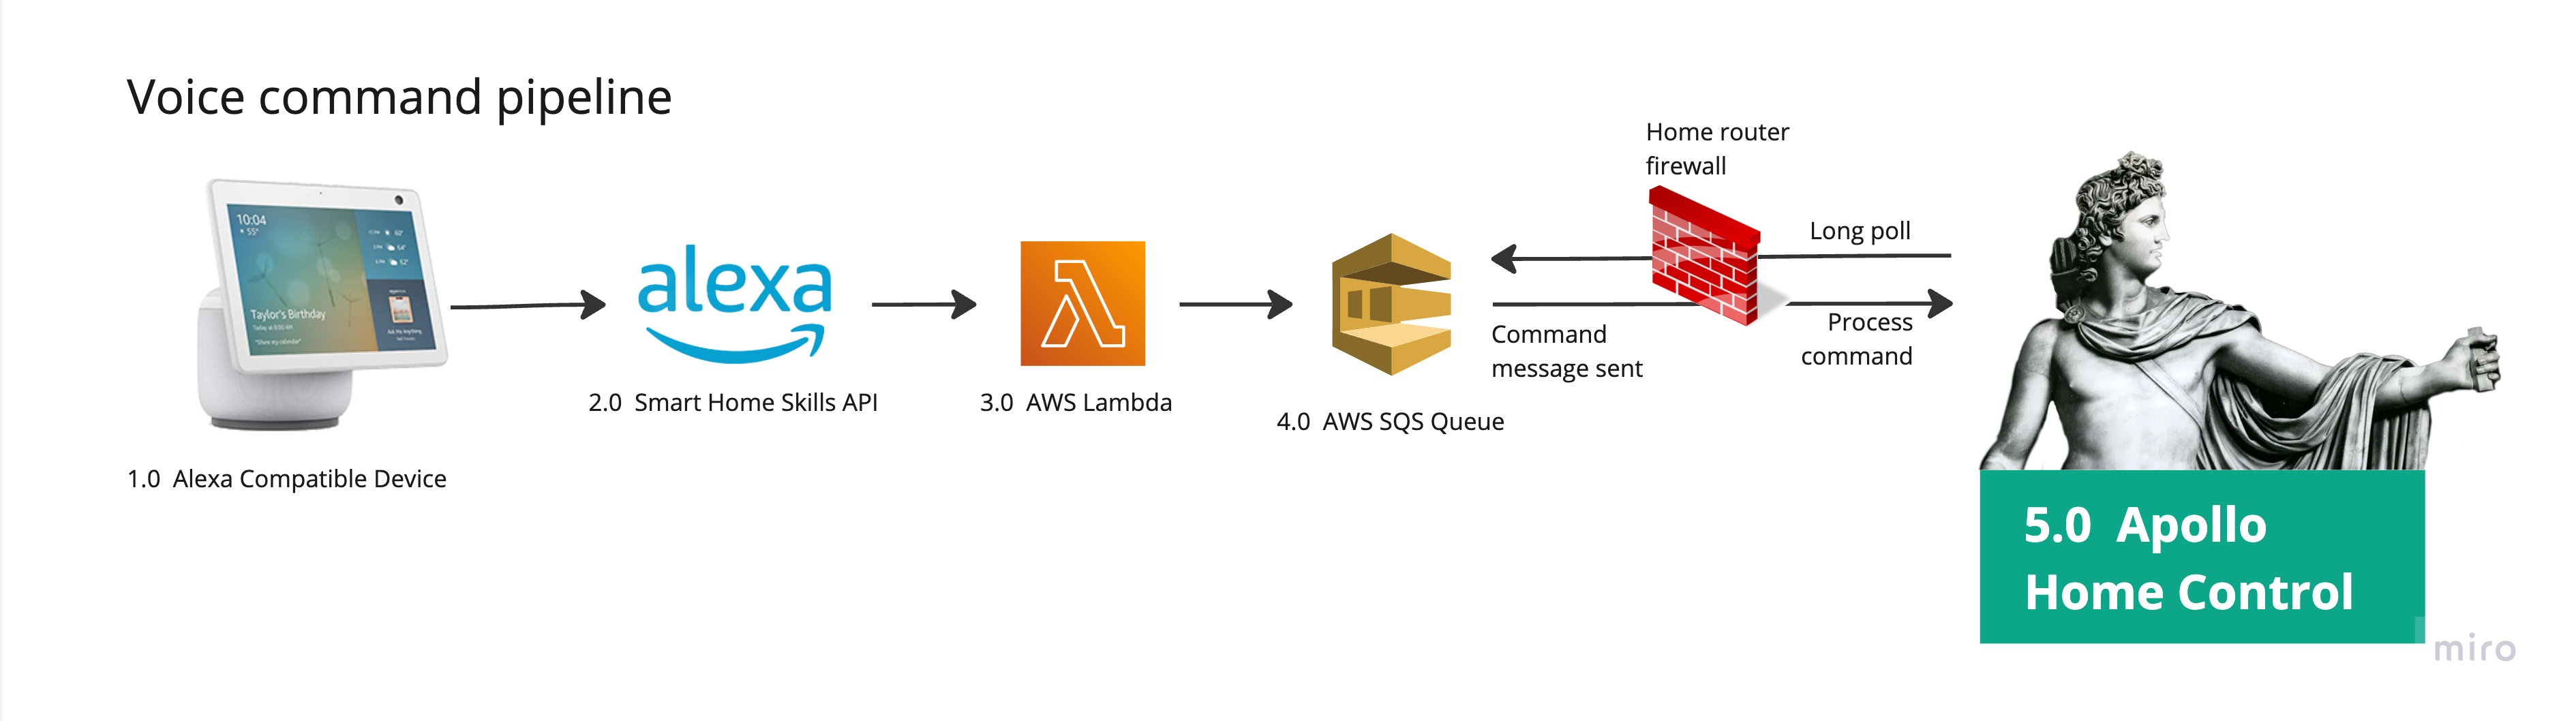 Voice command pipeline
Home router
firewall
10:04
55°
Taylor's Birthday
alexa
Long poll
Command
message sent
Process
command
2.0 Smart Home Skills API
3.0 AWS Lambda
4.0 AWS SQS Queue
1.0 Alexa Compatible Device
5.0 Apollo
Home Control
miro